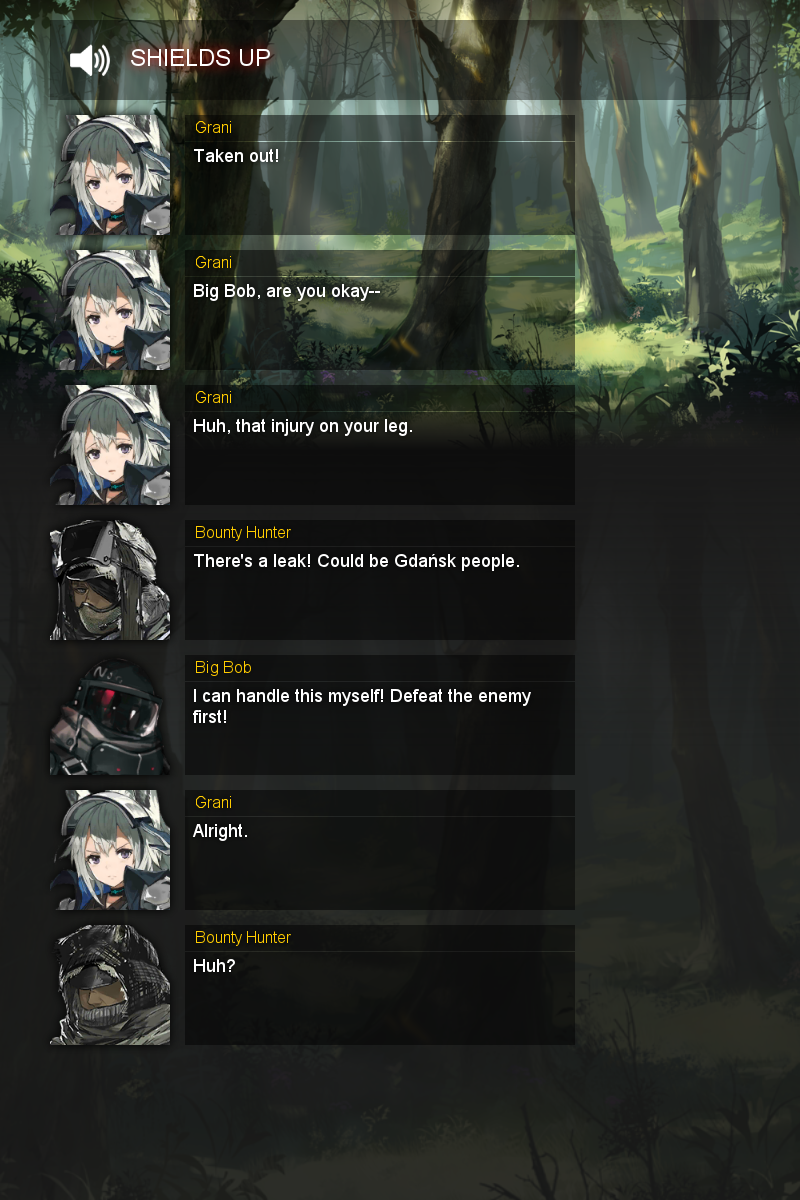 SHIELDS UP
Grani
Taken out!
Grani
Big Bob, are you okay--
Grani
Huh, that injury on your leg.
Bounty Hunter
There's a leak! Could be Gdańsk people.
Big Bob
I can handle this myself! Defeat the enemy
first!
Grani
Alright.
Bounty Hunter
Huh?